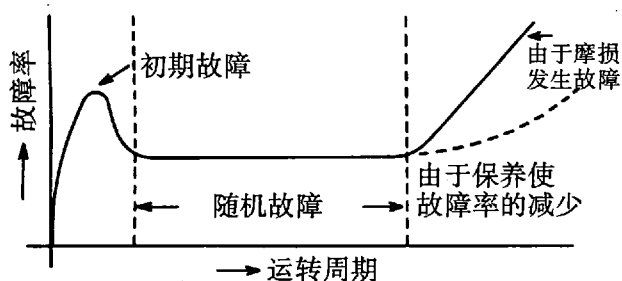 故障率
初期故障
由于摩损
发生故障
随机故障
由于保养使
故障率的减少
运转周期